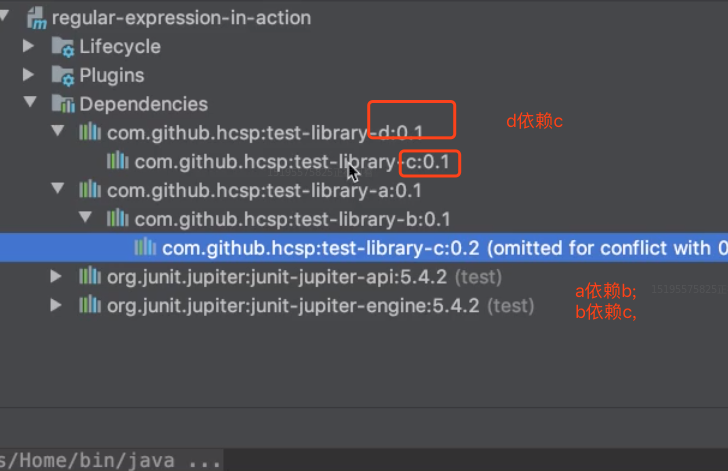 regular-expression-in-action
Lifecycle
Plugins
Dependencies
com.github.hcsp:test-library-d:0.1
d依赖c
com.github.hcsp:test-library-c:0.1
com.github.hcsp:test-library-a:0.1
com.github.hcsp:test-library-b:0.1
com.github.hcsp:test-library-c:0.2 (omitted for conflict with 0
org.junit.jupiter:junit-jupiter-api:5.4.2 (test)
a依赖b;
org.junit.jupiter:junit-jupiter-engine:5.4.2 (test)
b依赖c,
s/Home/bin/java ...